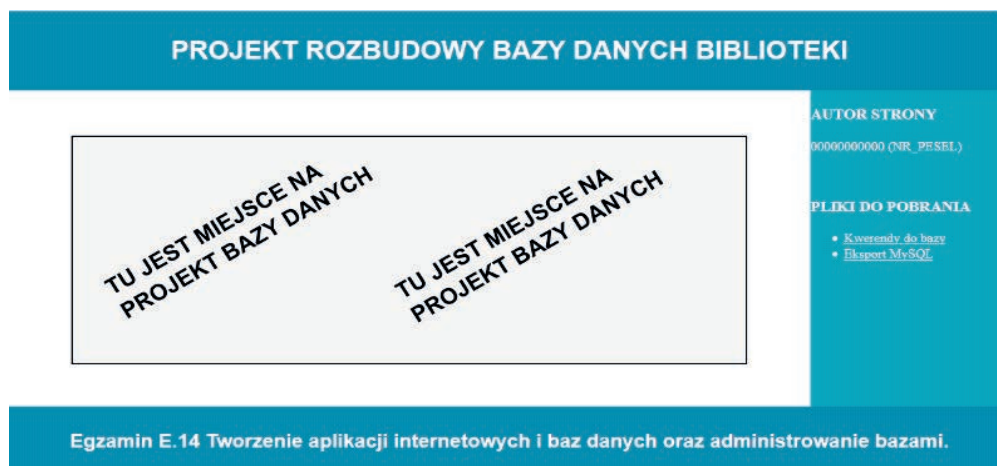 PROJEKT ROZBUDOWY BAZY DANYCH BIBLIOTEKI
TU JEST MIEJSCE NA
PROJEKT BAZY DANYCH
TU JEST MIEJSCE NA
PROJEKT BAZY DANYCH
AUTOR STRONY
00000000000 (NR_PESEL)
PLIKI DO POBRANIA
Kwerendy do bazy
Eksport MySQL
Egzamin E.14 Tworzenie aplikacji internetowych i baz danych oraz administrowanie bazami.